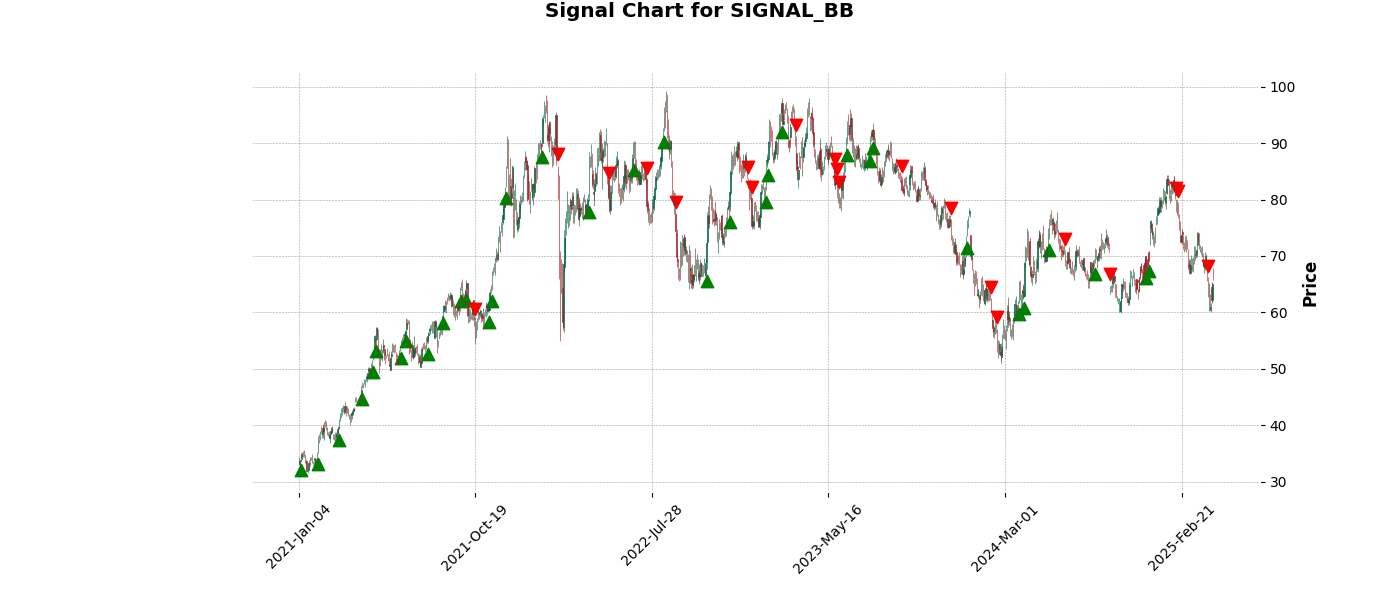 Signal Chart for SIGNAL_BB
100
90
80
70
60
50
40
30
Price
2021-Jan-04
2021-Oct-19
2022-Jul-28
2023-May-16
2024-Mar-01
2025-Feb-21